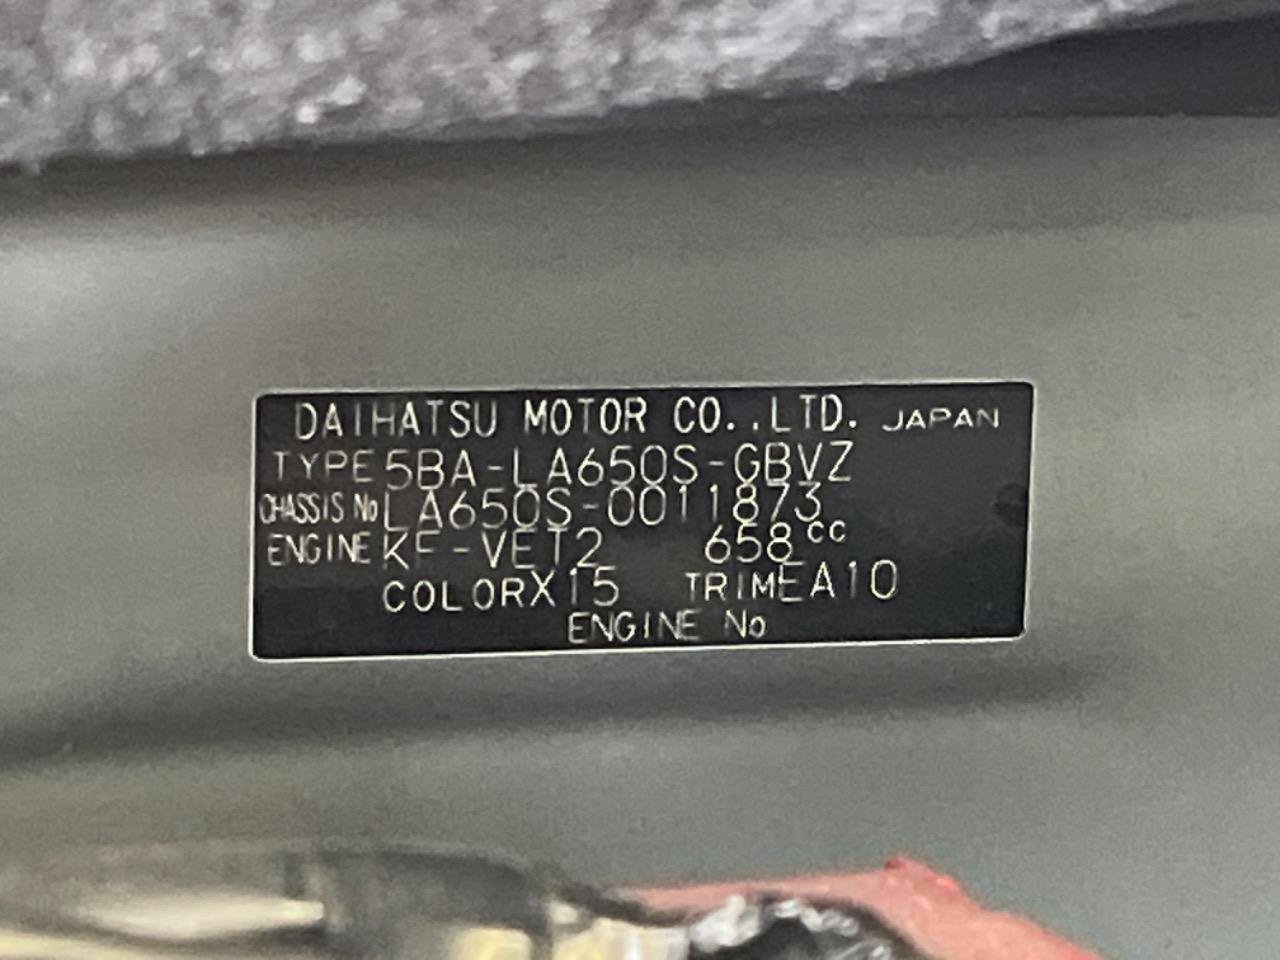 DAIHATSU MOTOR CO.,LTD. JAPAN
TYPE 5BA-LA650S-GBVZ
CHASSIS No LA650S-0011873
ENGINE KF-VET2 658cc
COLOR X15 TRIM EA10
ENGINE No